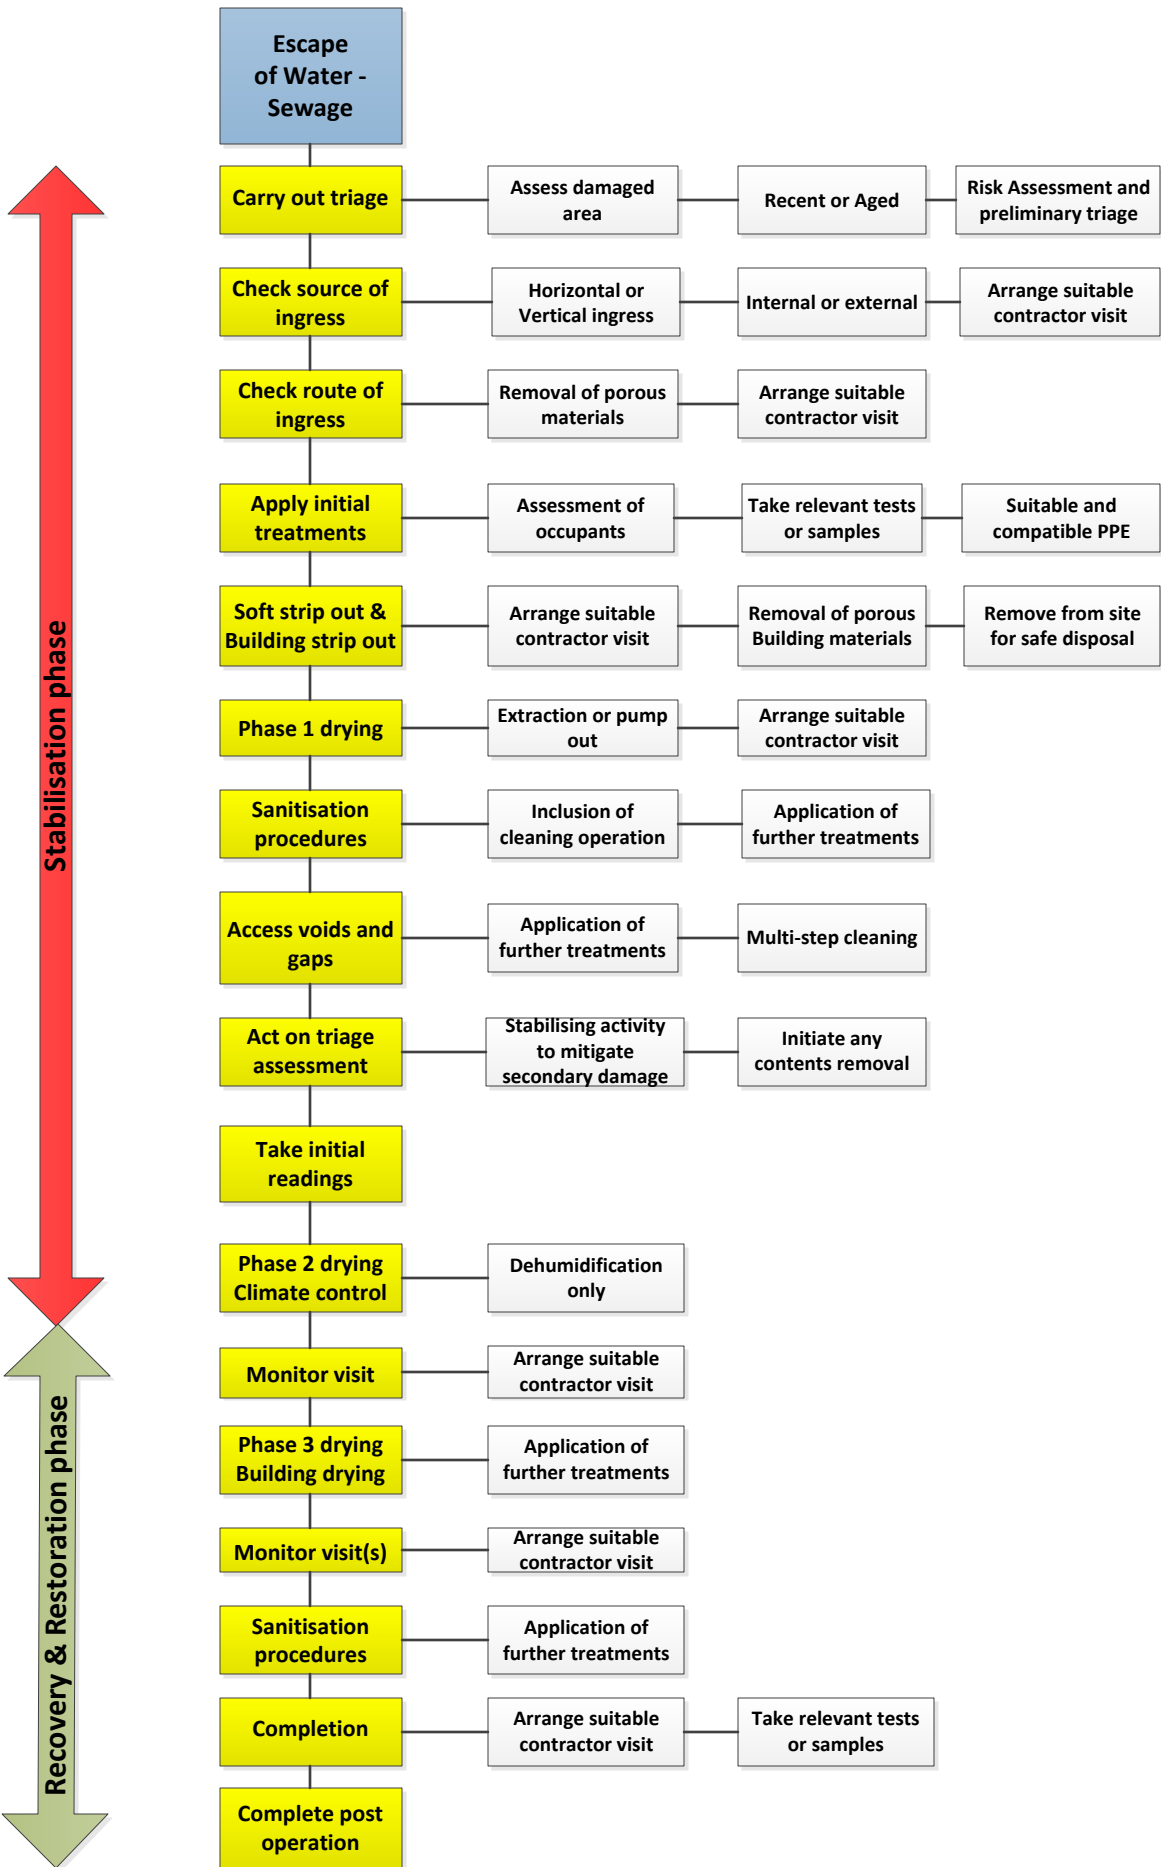 Escape
of Water -
Sewage
Carry out triage
Assess damaged
area
Recent or Aged
Risk Assessment and
preliminary triage
Check source of
ingress
Horizontal or
Vertical ingress
Internal or external
Arrange suitable
contractor visit
Check route of
ingress
Removal of porous
materials
Arrange suitable
contractor visit
Apply initial
treatments
Assessment of
occupants
Take relevant tests
or samples
Suitable and
compatible PPE
Soft strip out &
Building strip out
Arrange suitable
contractor visit
Removal of porous
Building materials
Remove from site
for safe disposal
Phase 1 drying
Extraction or pump
out
Arrange suitable
contractor visit
Sanitisation
procedures
Inclusion of
cleaning operation
Application of
further treatments
Access voids and
gaps
Application of
further treatments
Multi-step cleaning
Act on triage
assessment
Stabilising activity
to mitigate
secondary damage
Initiate any
contents removal
Take initial
readings
Phase 2 drying
Climate control
Dehumidification
only
Stabilisation phase
Monitor visit
Arrange suitable
contractor visit
Phase 3 drying
Building drying
Application of
further treatments
Monitor visit(s)
Arrange suitable
contractor visit
Sanitisation
procedures
Application of
further treatments
Completion
Arrange suitable
contractor visit
Take relevant tests
or samples
Complete post
operation
Recovery & Restoration phase